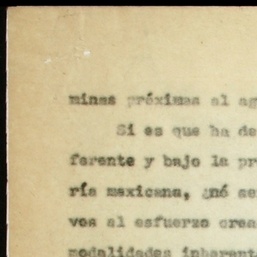 minas próximas al ag
Si es que ha de
ferente y bajo la pr
ría mexicana, ¿nó se
vos al esfuerzo crea
modalidades inherent